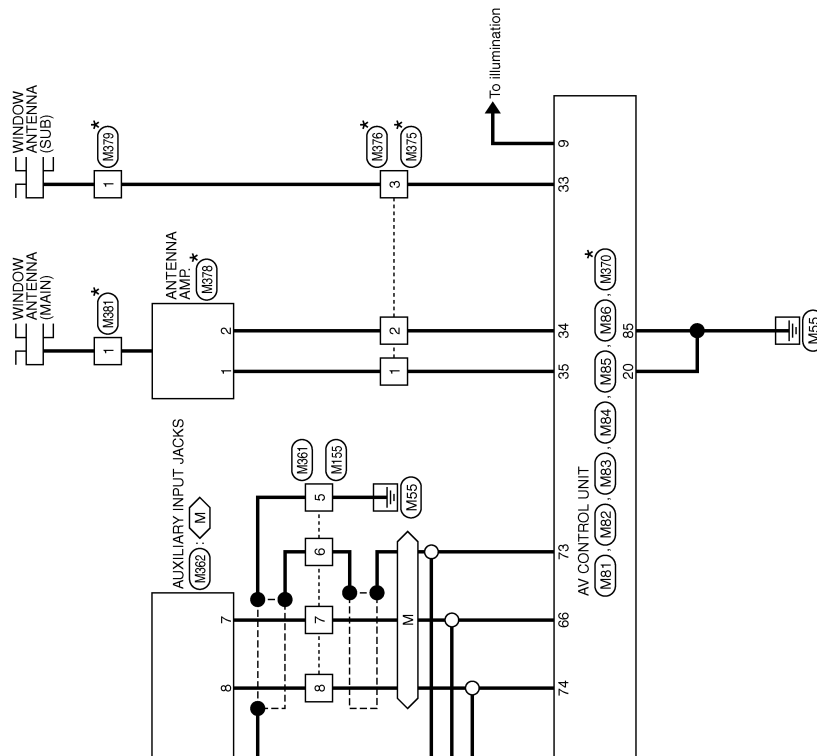 WINDOW
ANTENNA
(SUB)
*
1
M379
*
M376
*
M375
3
33
To illumination
9
WINDOW
ANTENNA
(MAIN)
*
1
M381
ANTENNA
AMP.
*
M378
2
1
2
1
34
35
AV CONTROL UNIT
M81 , M82 , M83 , M84 , M85 , M86 , M370
*
85
20
M55
AUXILIARY INPUT JACKS
M362 : M
M361
M155
5
M55
6
7
7
8
8
M
73
66
74